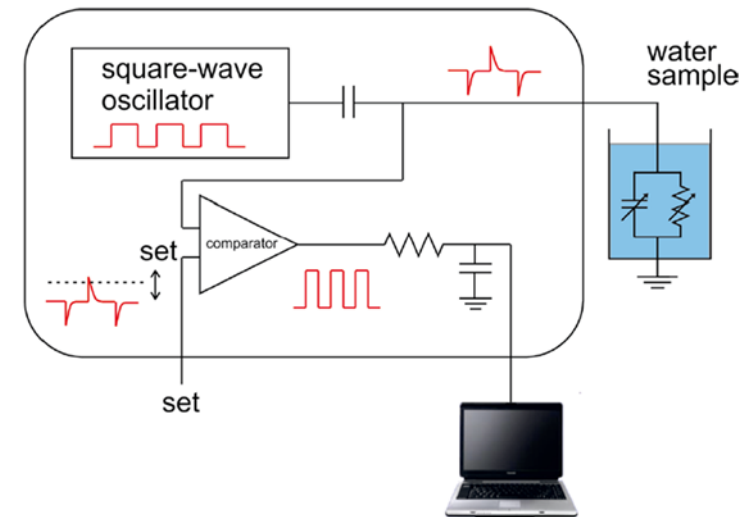 square-wave
oscillator
water
sample
comparator
set
set